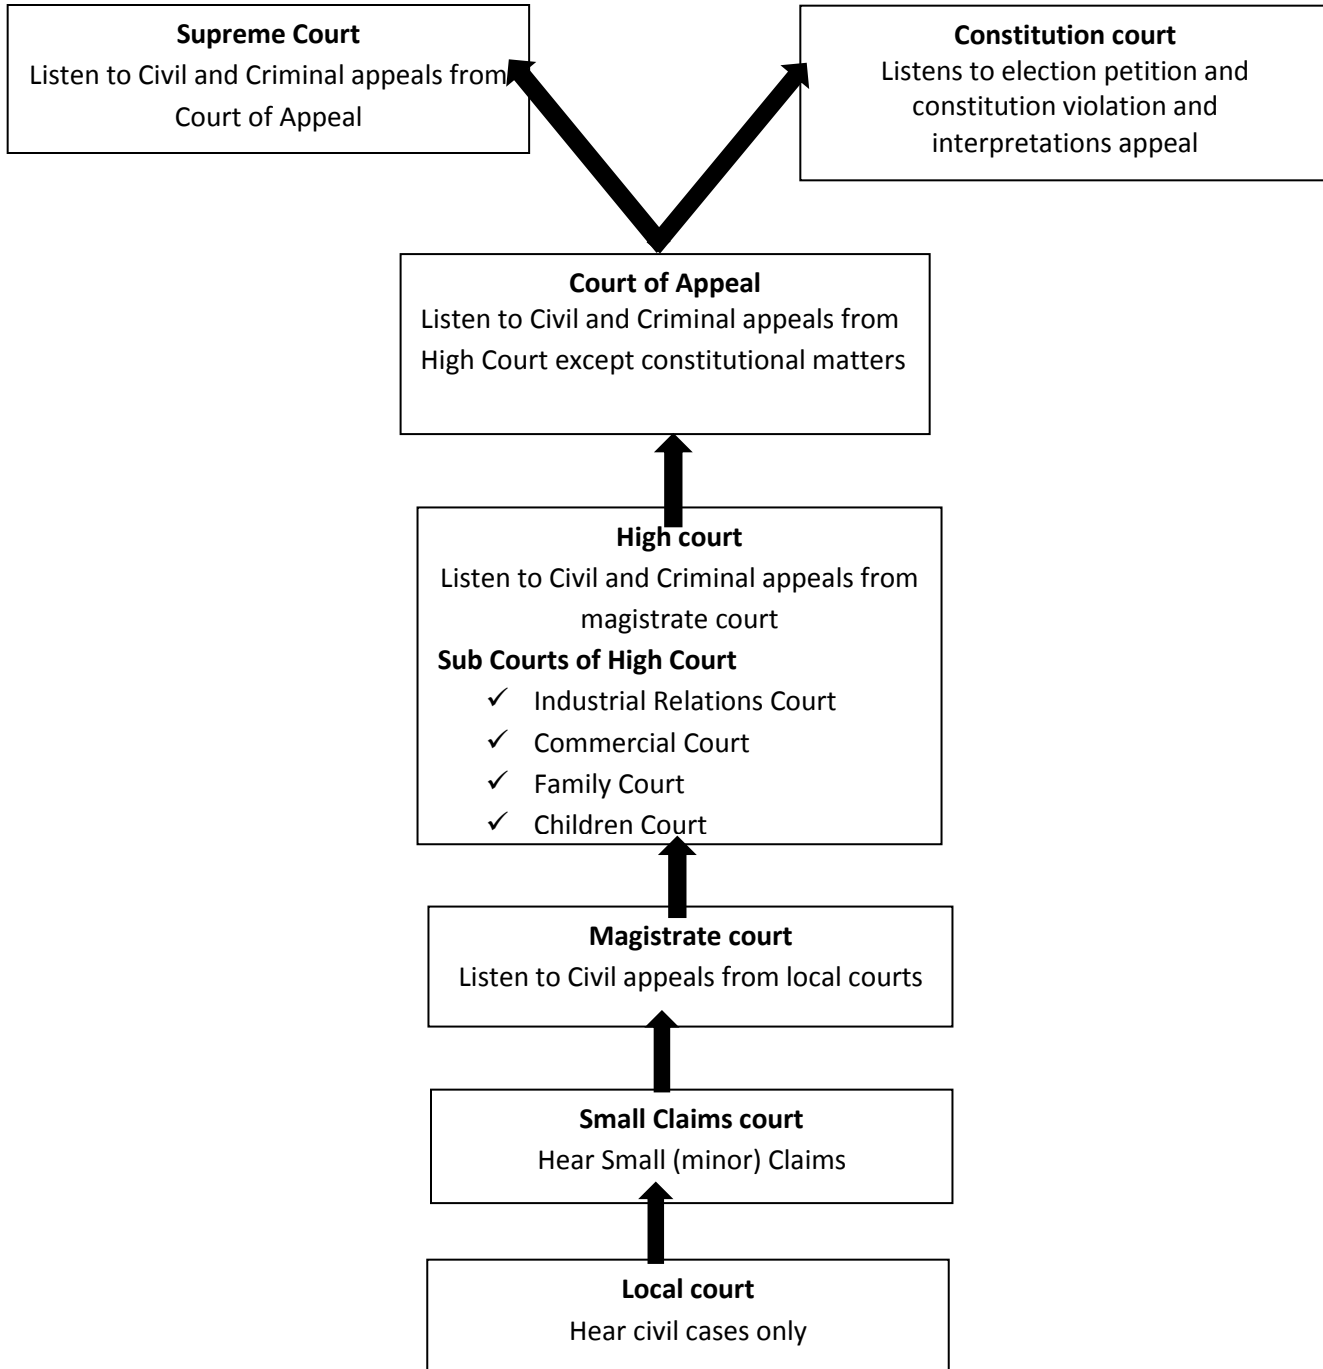 Supreme Court
Listen to Civil and Criminal appeals from
Court of Appeal
Constitution court
Listens to election petition and
constitution violation and
interpretations appeal
Court of Appeal
Listen to Civil and Criminal appeals from
High Court except constitutional matters
High court
Listen to Civil and Criminal appeals from
magistrate court
Sub Courts of High Court
✓ Industrial Relations Court
✓ Commercial Court
✓ Family Court
✓ Children Court
Magistrate court
Listen to Civil appeals from local courts
Small Claims court
Hear Small (minor) Claims
Local court
Hear civil cases only